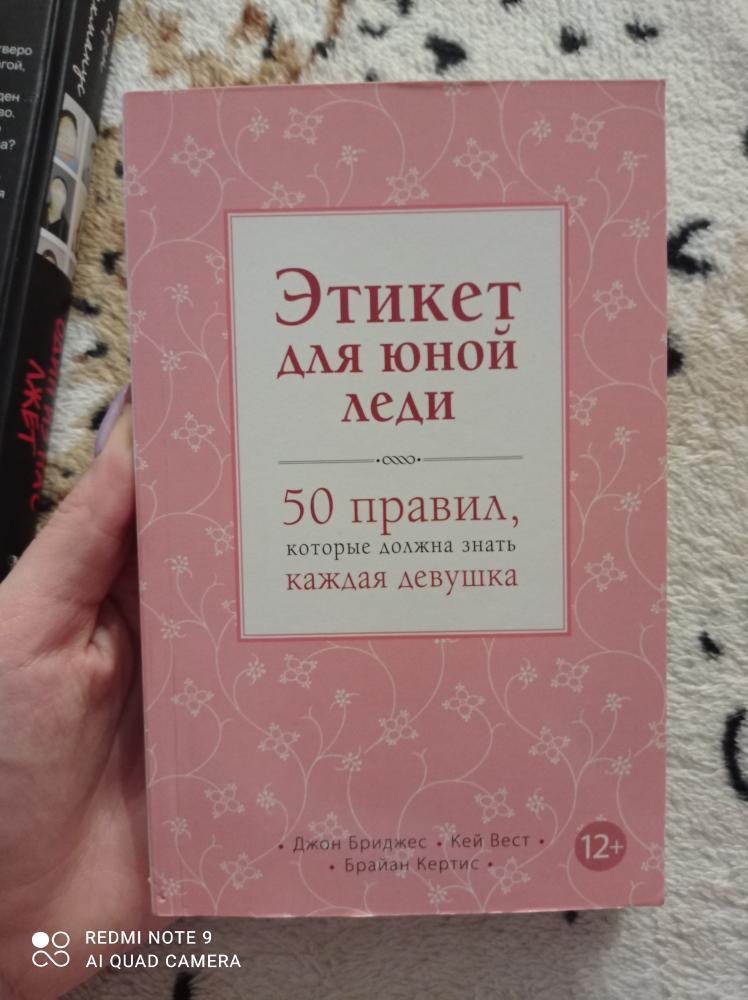 Этикет
для юной
леди
50 правил,
которые должна знать
каждая девушка
• Джон Бриджес • Кей Вест •
• Брайан Кертис •
12+
ЛЖЕТ
REDMI NOTE 9
AI QUAD CAMERA